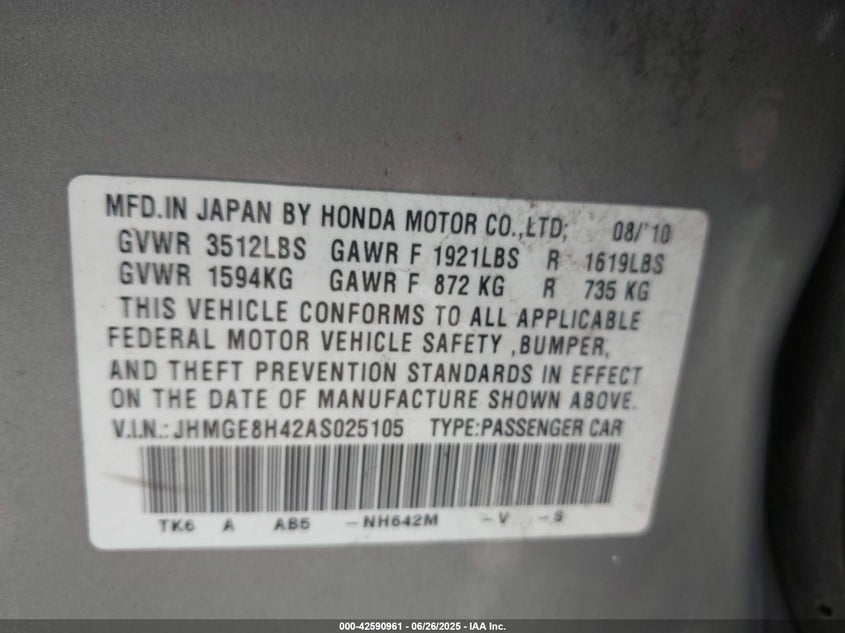 MFD.IN JAPAN BY HONDA MOTOR CO.,LTD; 08/'10
GVWR 3512LBS GAWR F 1921LBS R 1619LBS
GVWR 1594KG GAWR F 872 KG R 735 KG
THIS VEHICLE CONFORMS TO ALL APPLICABLE
FEDERAL MOTOR VEHICLE SAFETY ,BUMPER,
AND THEFT PREVENTION STANDARDS IN EFFECT
ON THE DATE OF MANUFACTURE SHOWN ABOVE.
V.I.N.: JHMGE8H42AS025105 TYPE:PASSENGER CAR
TK6 A AB5 -NH642M -V -S
000-42590961 - 06/26/2025 - IAA Inc.